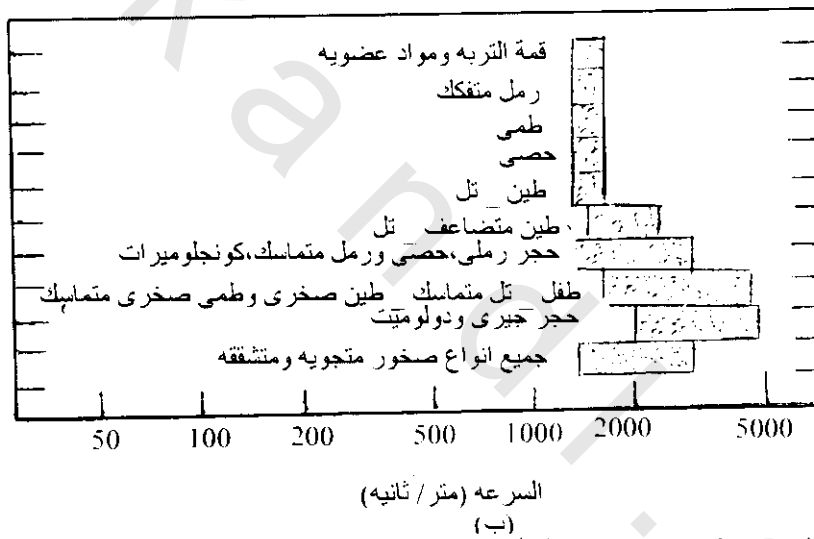 قمة التربه ومواد عضويه
رمل متفكك
طمى
حصى
طين _ تل
طين متضاعف _ تل
حجر رملى،حصى ورمل متماسك،كونجلوميرات
طفل _ تل متماسك _ طين صخرى وطمى صخرى متماسك
حجر جيرى ودولوميت
جميع انواع صخور متجويه ومتشققه
50 100 200 500 1000 2000 5000
السرعه (متر / ثانيه)
(ب)